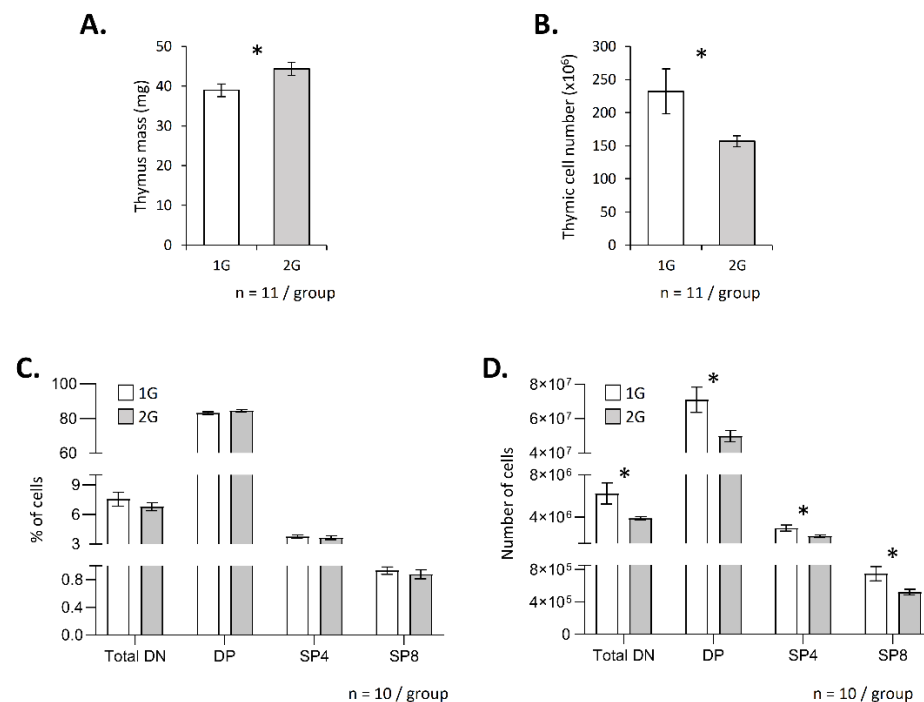 A.
Thymus mass (mg)
50
40
30
20
10
0
*
1G
2G
n = 11 / group
B.
Thymic cell number (x10⁶)
300
250
200
150
100
50
0
*
1G
2G
n = 11 / group
C.
% of cells
100
80
60
9
6
3
0.8
0.4
0.0
1G
2G
Total DN
DP
SP4
SP8
n = 10 / group
D.
Number of cells
8×10⁷
6×10⁷
4×10⁷
8×10⁶
4×10⁶
8×10⁵
4×10⁵
0
1G
2G
*
*
*
*
Total DN
DP
SP4
SP8
n = 10 / group